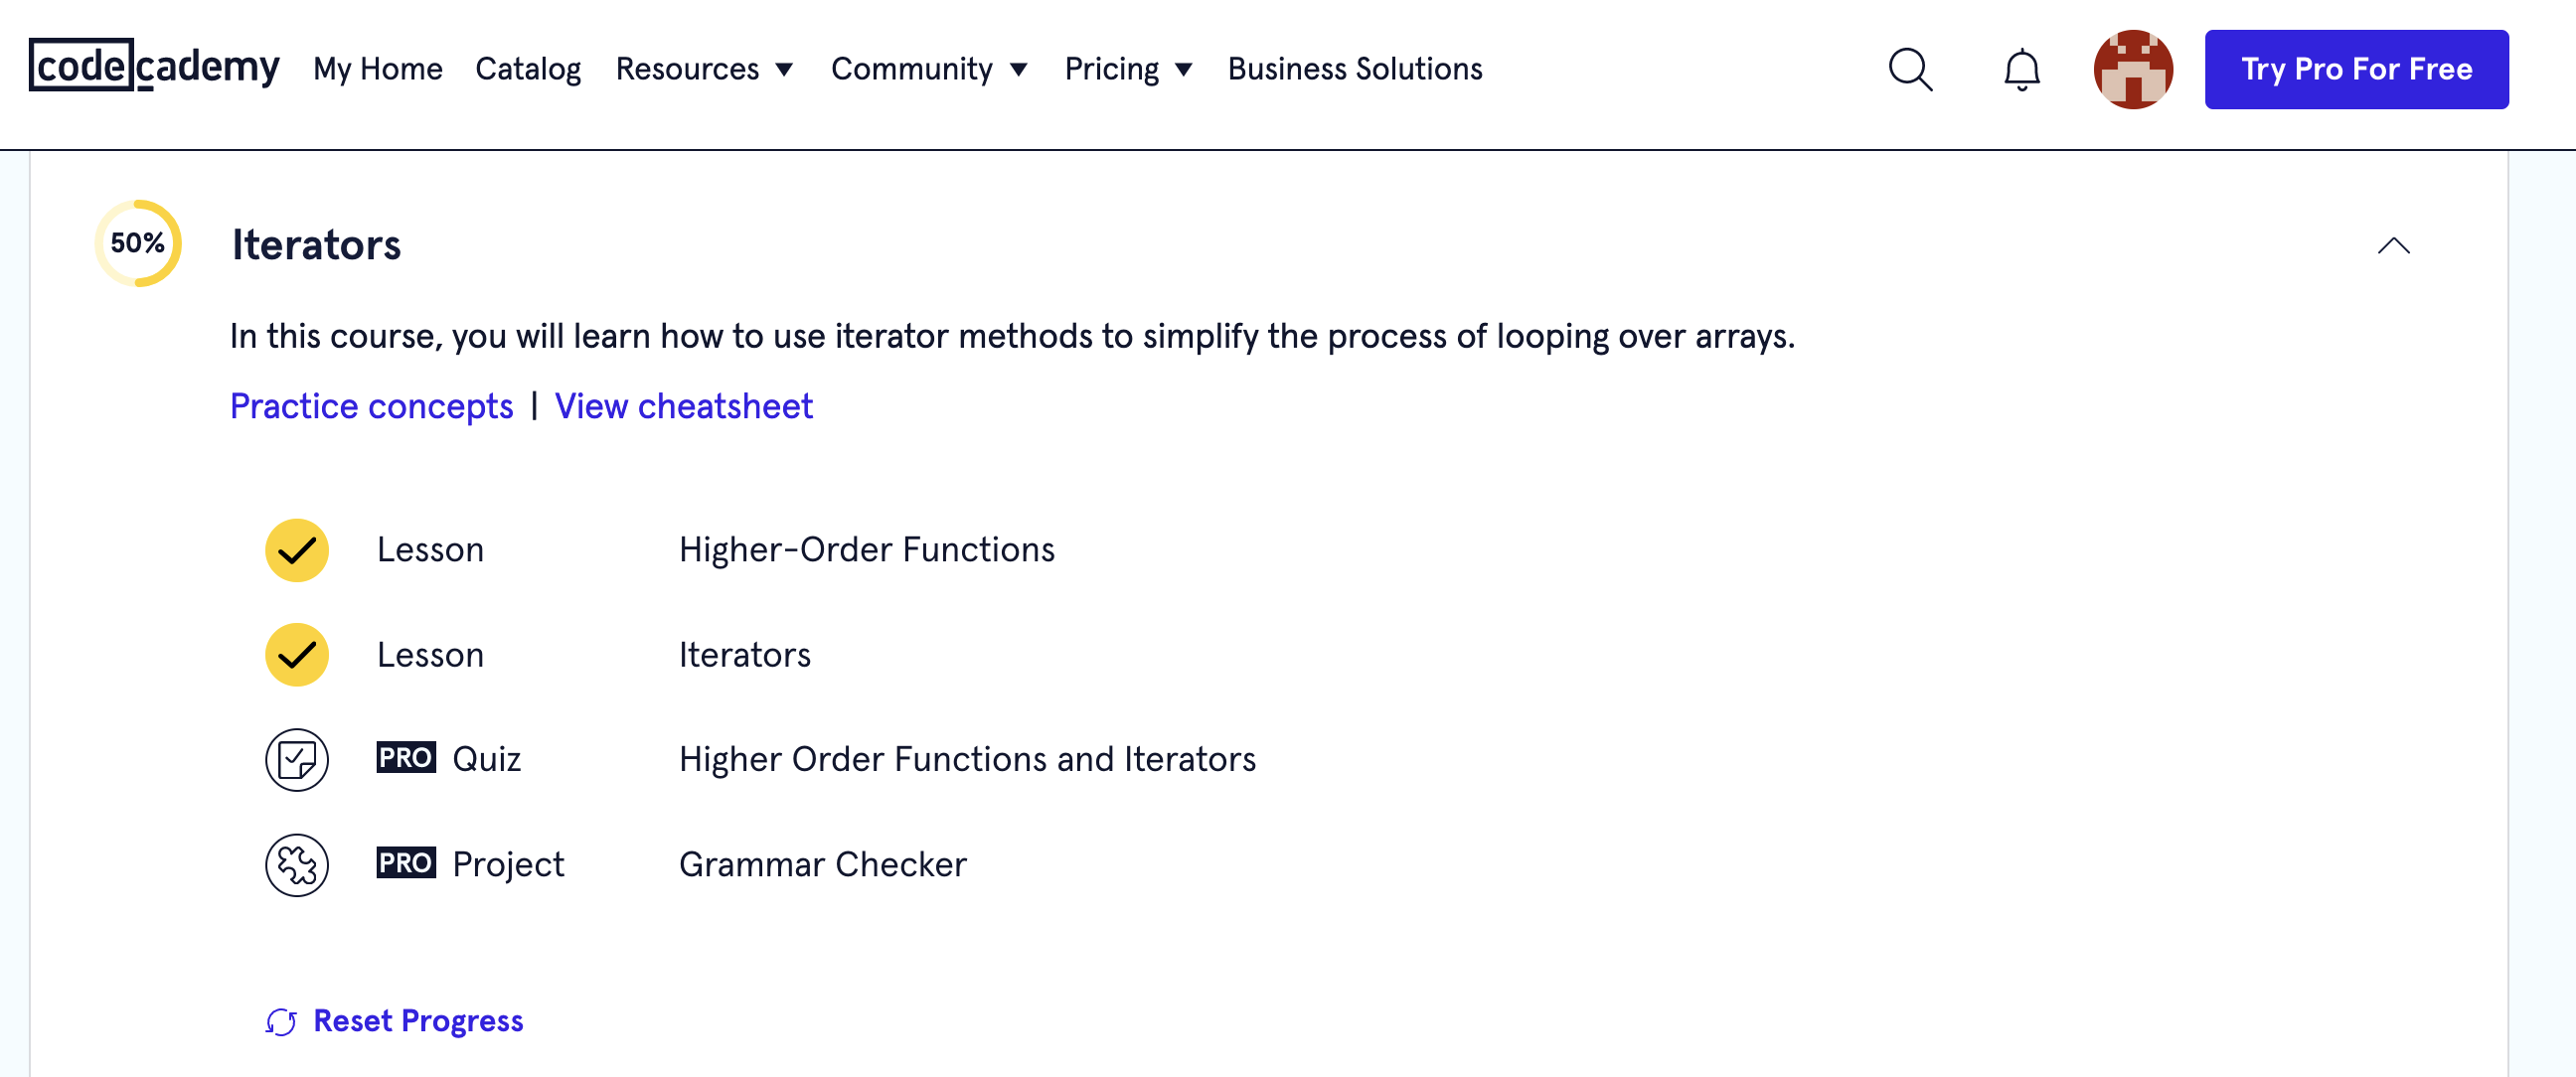 codecademy My Home Catalog Resources Community Pricing Business Solutions Try Pro For Free
50% Iterators
In this course, you will learn how to use iterator methods to simplify the process of looping over arrays.
Practice concepts | View cheatsheet
Lesson Higher-Order Functions
Lesson Iterators
PRO Quiz Higher Order Functions and Iterators
PRO Project Grammar Checker
Reset Progress